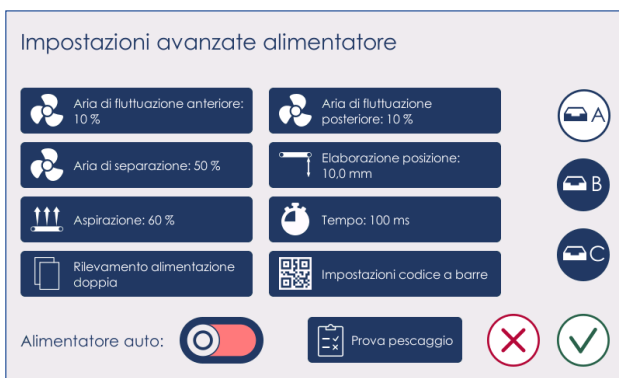 Impostazioni avanzate alimentatore
Aria di fluttuazione anteriore:
10 %
Aria di fluttuazione
posteriore: 10 %
A
Aria di separazione: 50 %
Elaborazione posizione:
10,0 mm
B
Aspirazione: 60 %
Tempo: 100 ms
C
Rilevamento alimentazione
doppia
Impostazioni codice a barre
Alimentatore auto:
Prova pescaggio